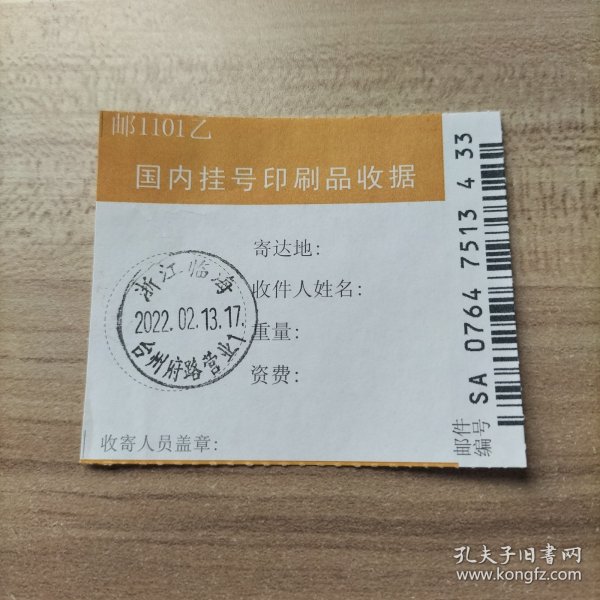 邮1101乙
国内挂号印刷品收据
寄达地:
收件人姓名:
重量:
资费:
浙江临海
2022.02.13.17
台州府路营业1
收寄人员盖章:
邮件
编号
SA 0764 7513 4 33
孔夫子旧书网
www.kongfz.com